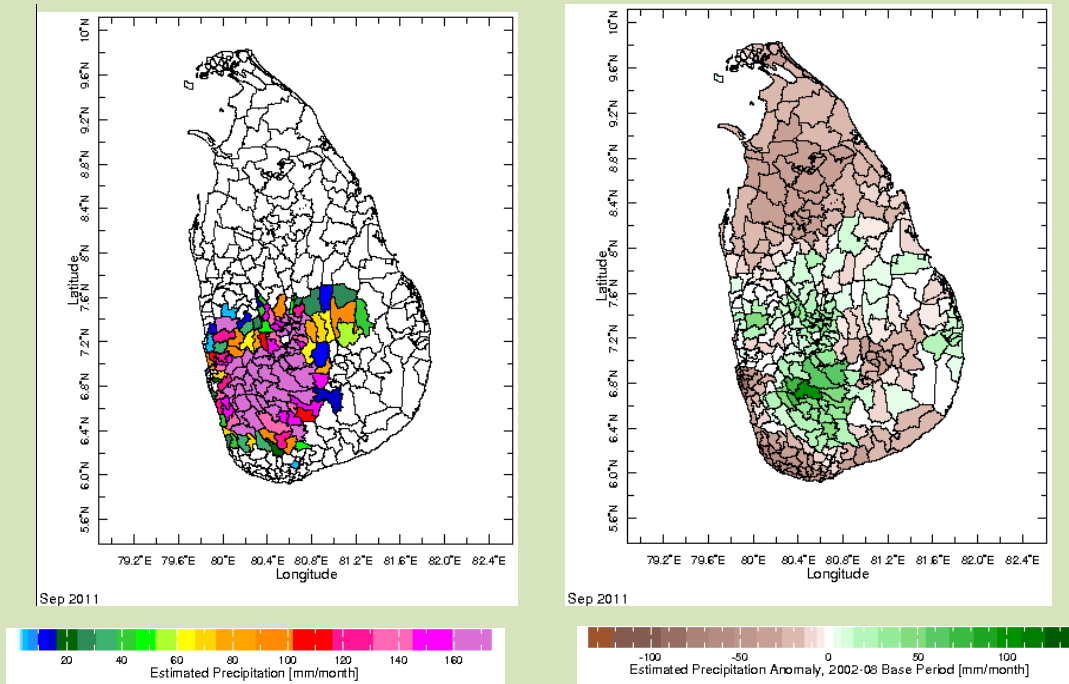 10°N
9.6°N
9.2°N
8.8°N
8.4°N
Latitude
7.6°N
7.2°N
6.8°N
6.4°N
6.0°N
5.6°N
79.2°E 79.6°E 80°E 80.4°E 80.8°E 81.2°E 81.6°E 82.0°E 82.4°E
Longitude
Sep 2011
20 40 60 80 100 120 140 160
Estimated Precipitation [mm/month]
10°N
9.6°N
9.2°N
8.8°N
8.4°N
Latitude
7.6°N
7.2°N
6.8°N
6.4°N
6.0°N
5.6°N
79.2°E 79.6°E 80°E 80.4°E 80.8°E 81.2°E 81.6°E 82.0°E 82.4°E
Longitude
Sep 2011
-100 -50 0 50 100
Estimated Precipitation Anomaly, 2002-08 Base Period [mm/month]